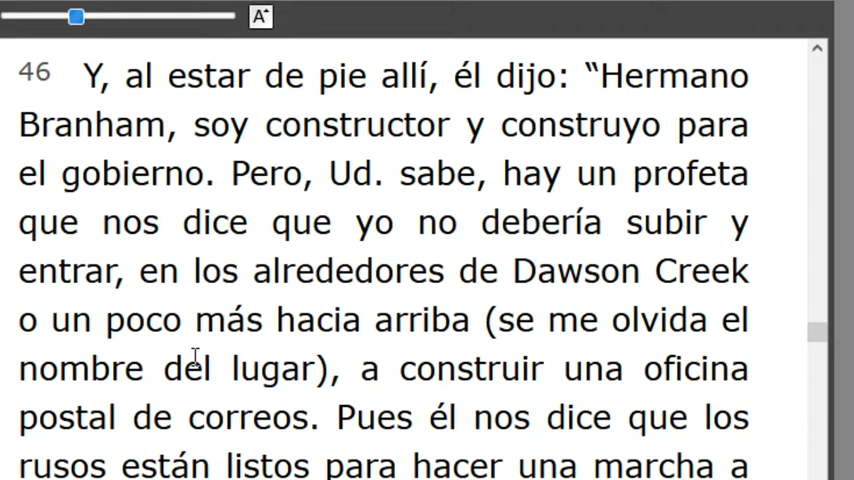 A
46 Y, al estar de pie allí, él dijo: “Hermano
Branham, soy constructor y construyo para
el gobierno. Pero, Ud. sabe, hay un profeta
que nos dice que yo no debería subir y
entrar, en los alrededores de Dawson Creek
o un poco más hacia arriba (se me olvida el
nombre del lugar), a construir una oficina
postal de correos. Pues él nos dice que los
rusos están listos para hacer una marcha a